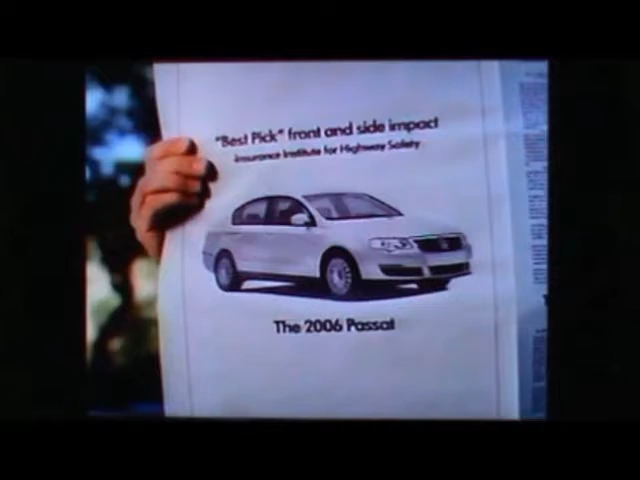 "Best Pick" front and side impact
Insurance Institute for Highway Safety
The 2006 Passat